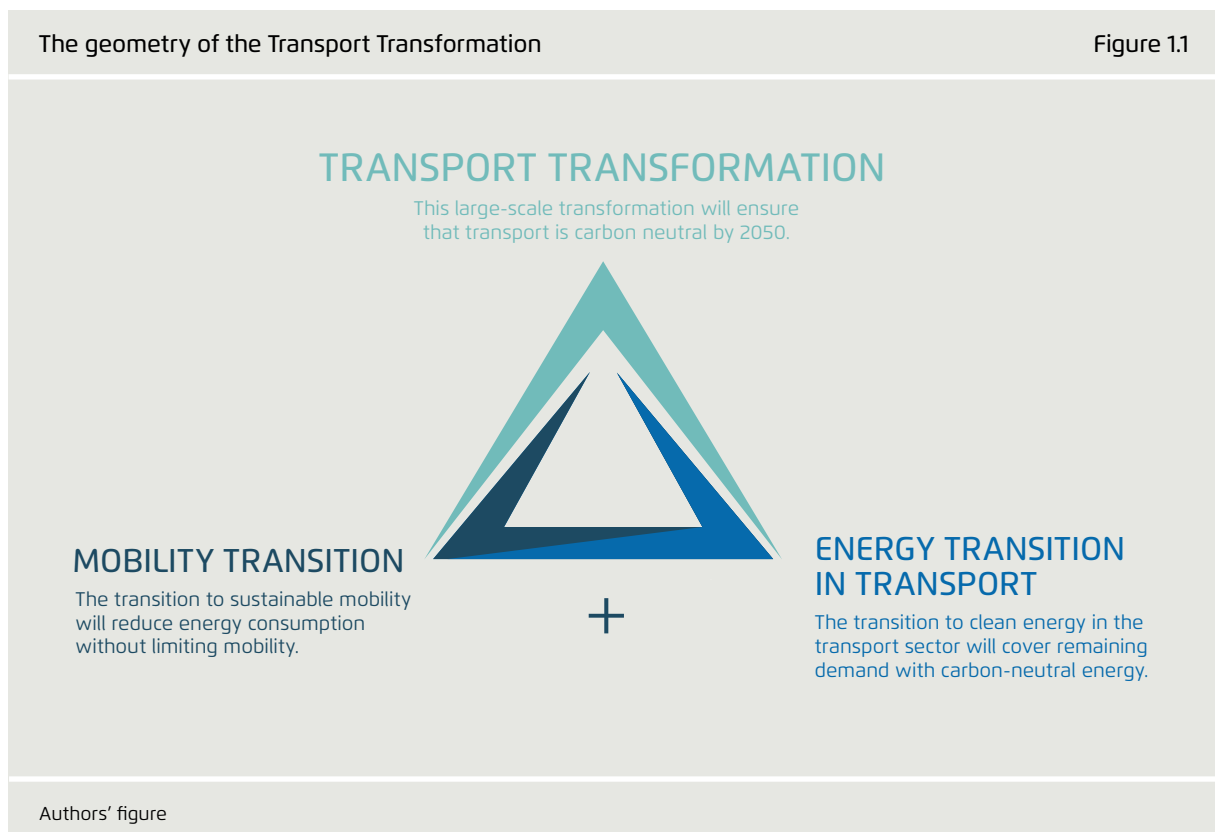 The geometry of the Transport Transformation
Figure 1.1
TRANSPORT TRANSFORMATION
This large-scale transformation will ensure
that transport is carbon neutral by 2050.
MOBILITY TRANSITION
The transition to sustainable mobility
will reduce energy consumption
without limiting mobility.
+
ENERGY TRANSITION
IN TRANSPORT
The transition to clean energy in the
transport sector will cover remaining
demand with carbon-neutral energy.
Authors’ figure